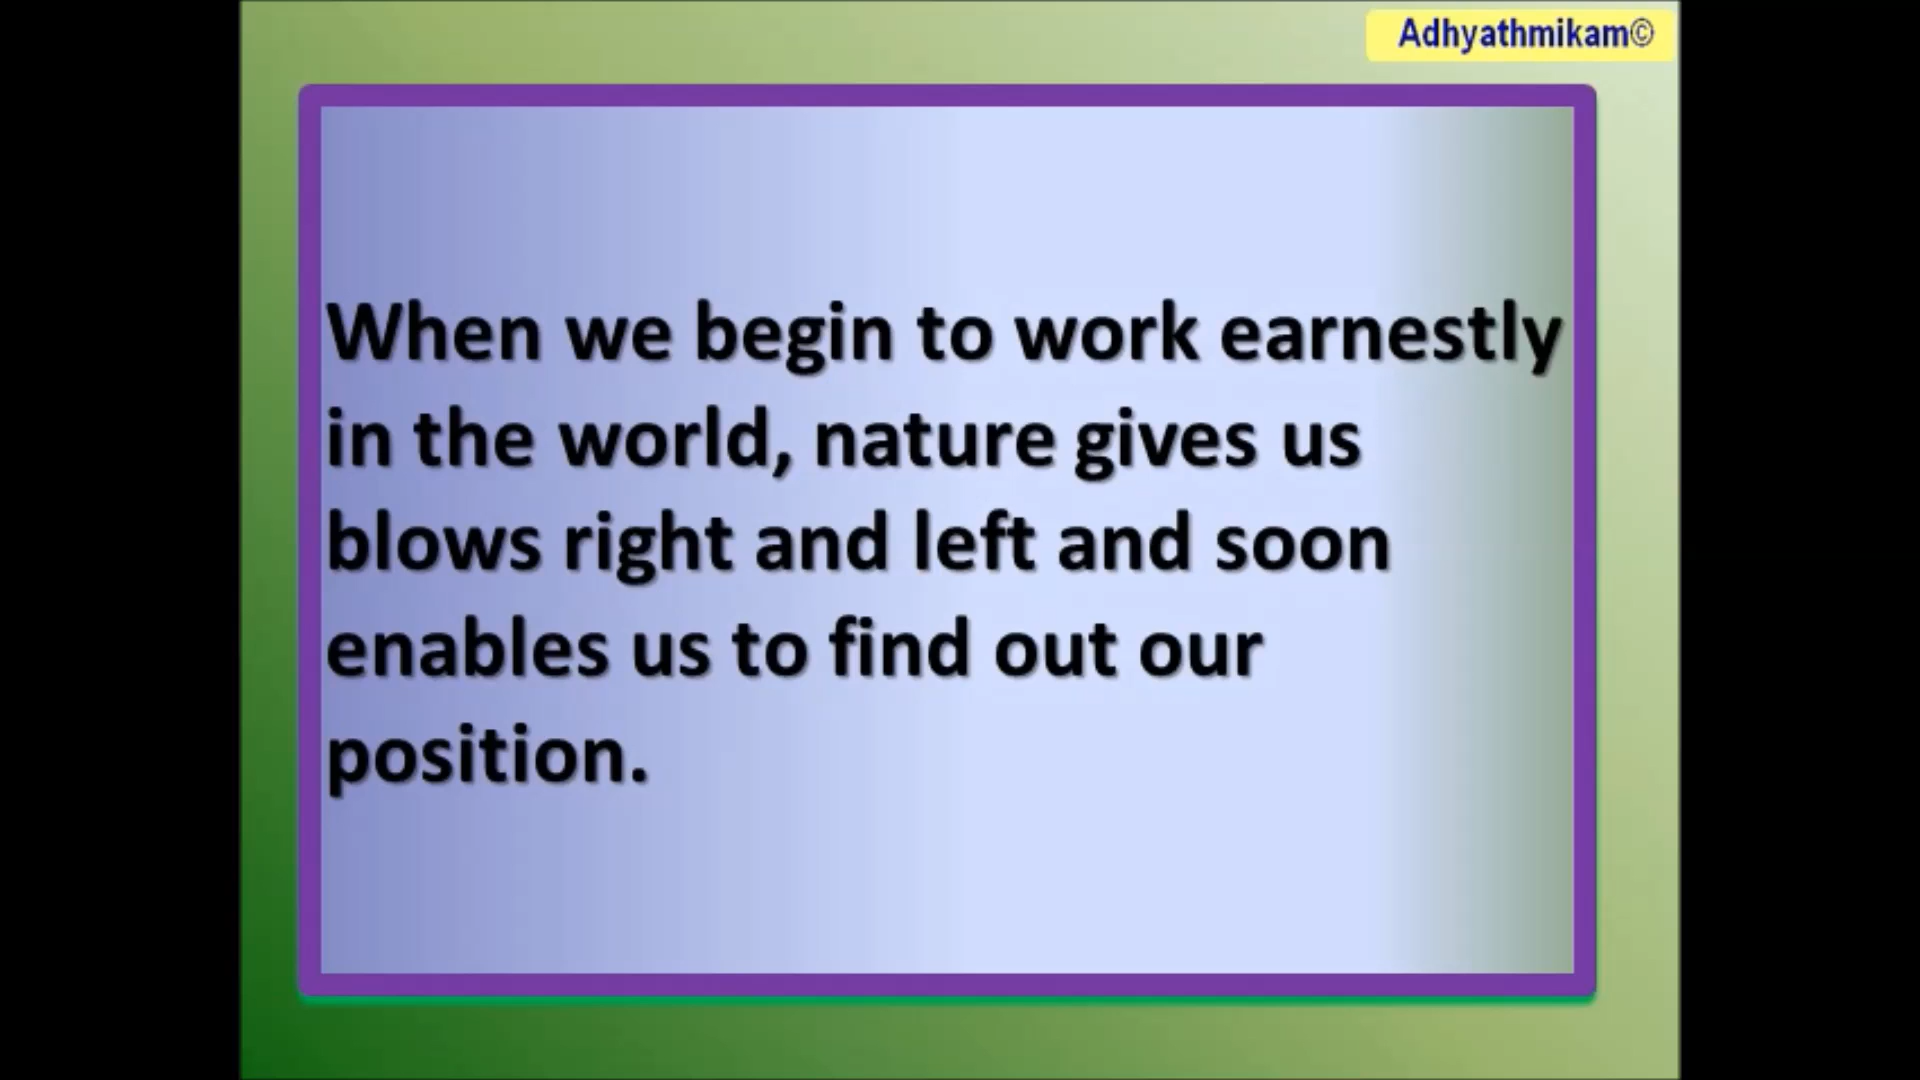 Adhyathmikam©
When we begin to work earnestly
in the world, nature gives us
blows right and left and soon
enables us to find out our
position.